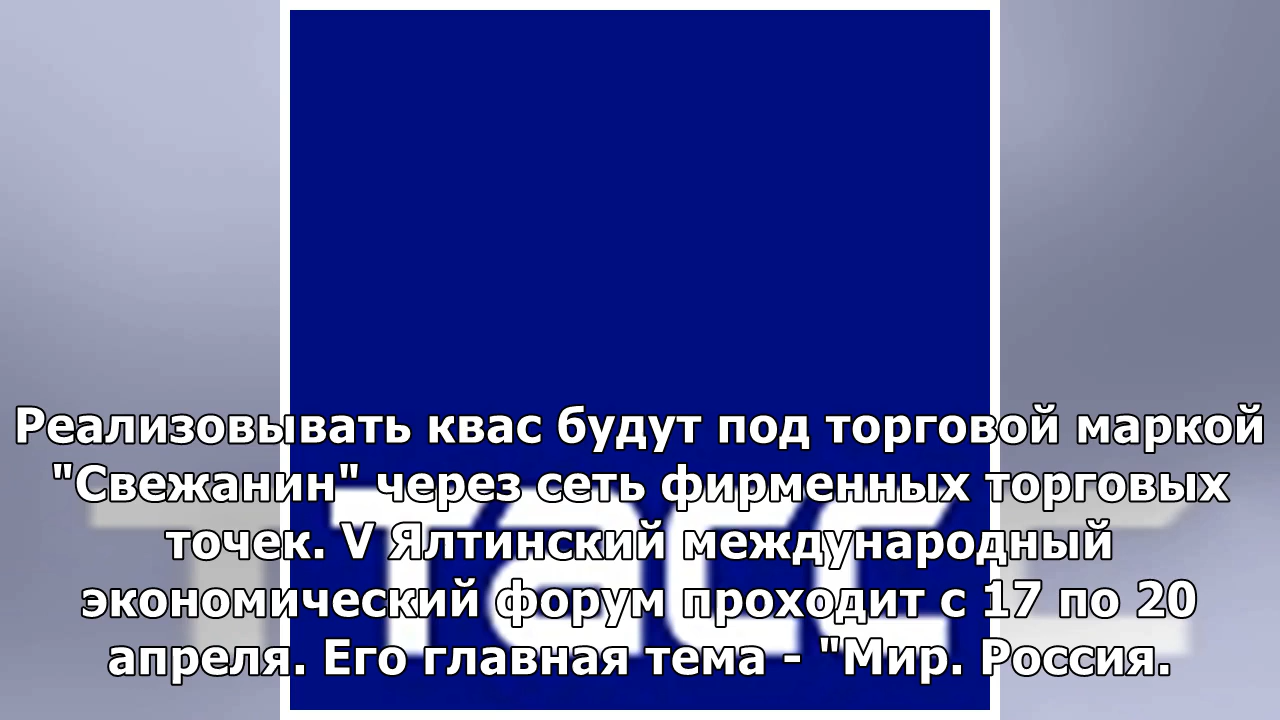 Реализовывать квас будут под торговой маркой
"Свежанин" через сеть фирменных торговых
точек. V Ялтинский международный
экономический форум проходит с 17 по 20
апреля. Его главная тема - "Мир. Россия.
ТАСС